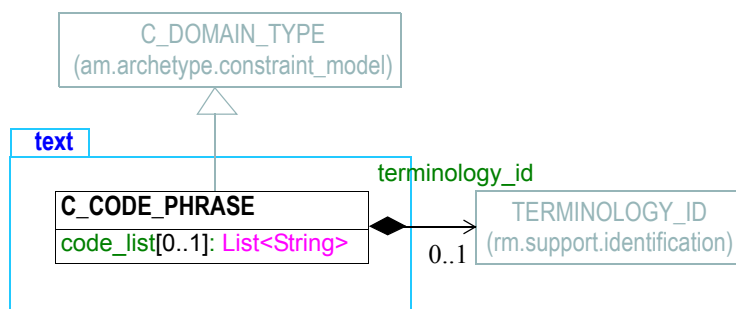 C_DOMAIN_TYPE
(am.archetype.constraint_model)
text
terminology_id
C_CODE_PHRASE
code_list[0..1]: List<String>
0..1
TERMINOLOGY_ID
(rm.support.identification)